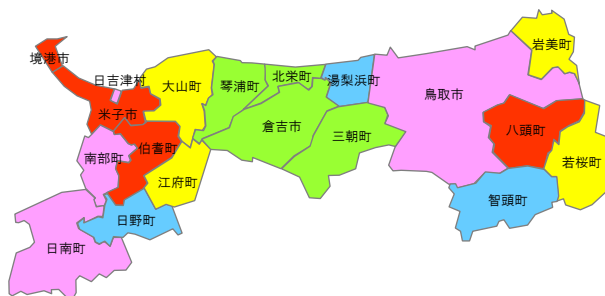 岩美町
境港市
日吉津村
大山町
琴浦町
北栄町
湯梨浜町
鳥取市
米子市
倉吉市
三朝町
八頭町
伯耆町
南部町
江府町
若桜町
智頭町
日野町
日南町